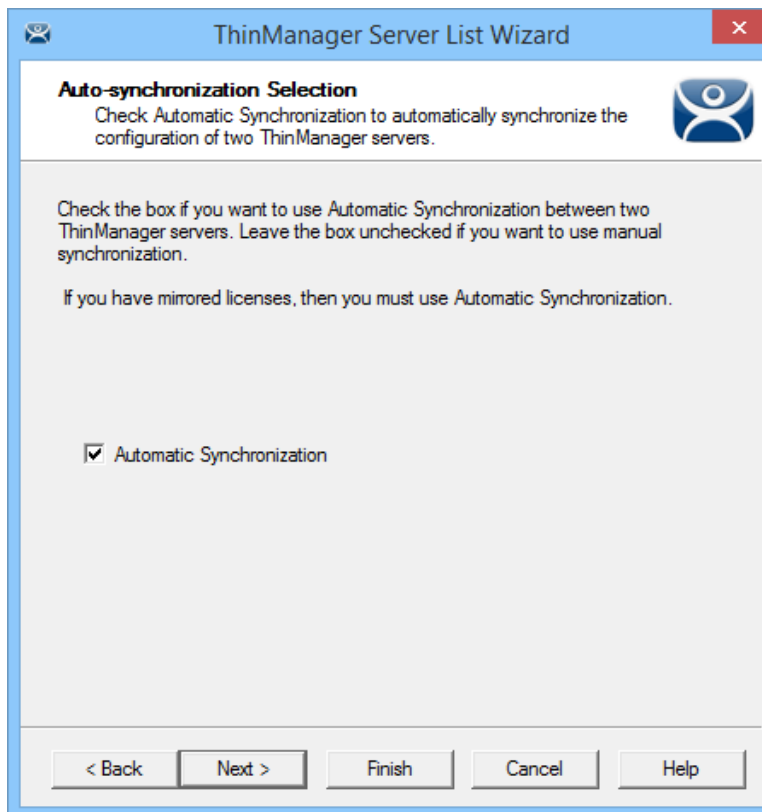 ThinManager Server List Wizard
Auto-synchronization Selection
Check Automatic Synchronization to automatically synchronize the
configuration of two ThinManager servers.
Check the box if you want to use Automatic Synchronization between two
ThinManager servers. Leave the box unchecked if you want to use manual
synchronization.
If you have mirrored licenses, then you must use Automatic Synchronization.
Automatic Synchronization
< Back Next > Finish Cancel Help